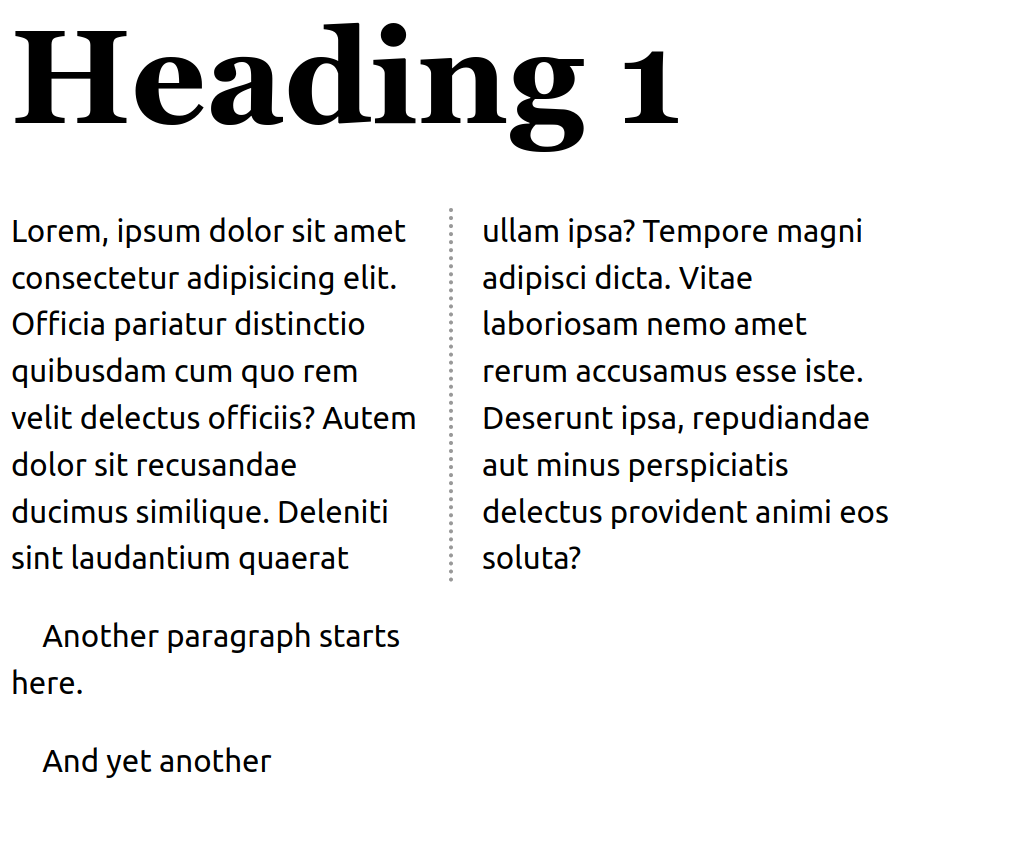 Heading 1
Lorem, ipsum dolor sit amet
consectetur adipisicing elit.
Officia pariatur distinctio
quibusdam cum quo rem
velit delectus officiis? Autem
dolor sit recusandae
ducimus similique. Deleniti
sint laudantium quaerat
ullam ipsa? Tempore magni
adipisci dicta. Vitae
laboriosam nemo amet
rerum accusamus esse iste.
Deserunt ipsa, repudiandae
aut minus perspiciatis
delectus provident animi eos
soluta?
Another paragraph starts
here.
And yet another